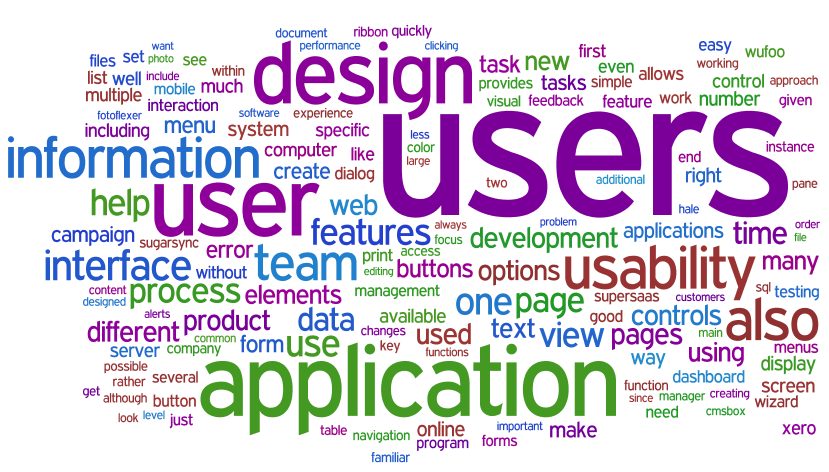 document ribbon quickly
want performance clicking
files set photo see design first easy wufoo
task new even working
list well include within provides tasks simple allows control approach
multiple mobile much visual feedback feature work number given
interaction
fotoflexer software experience
including menu system specific less users instance
information computer like color large end
create dialog two additional right pane
help user web hale
campaign features always problem applications time order
sugarsync error focus development file
interface without team print access usability many
editing buttons options
content process elements management sql testing
designed one page supersaas customers
alerts product data available good controls also
different common changes used text view pages main
server company form use key functions way using menus
possible application dashboard display
rather several function screen
get although button since manager creating wizard
look level just need cmsbox
table navigation online important make xero
program forms
familiar